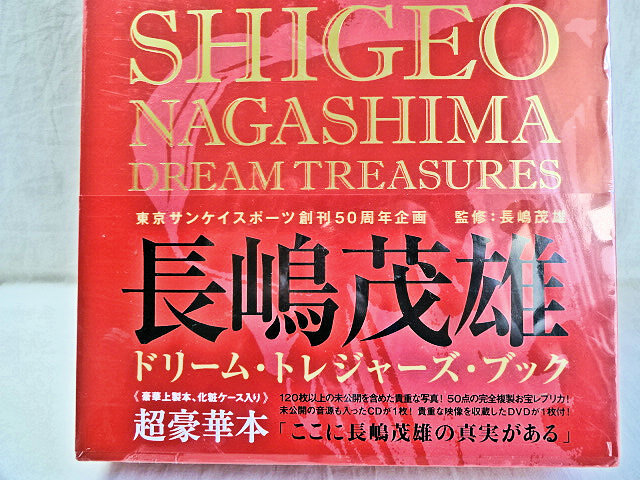 SHIGEO
NAGASHIMA
DREAM TREASURES
東京サンケイスポーツ創刊50周年企画 監修:長嶋茂雄
長嶋茂雄
ドリーム・トレジャーズ・ブック
《豪華上製本、化粧ケース入り》
超豪華本
120枚以上の未公開を含めた貴重な写真!50点の完全複製お宝レプリカ!
未公開の音源も入ったCDが1枚!貴重な映像を収載したDVDが1枚付!
「ここに長嶋茂雄の真実がある」